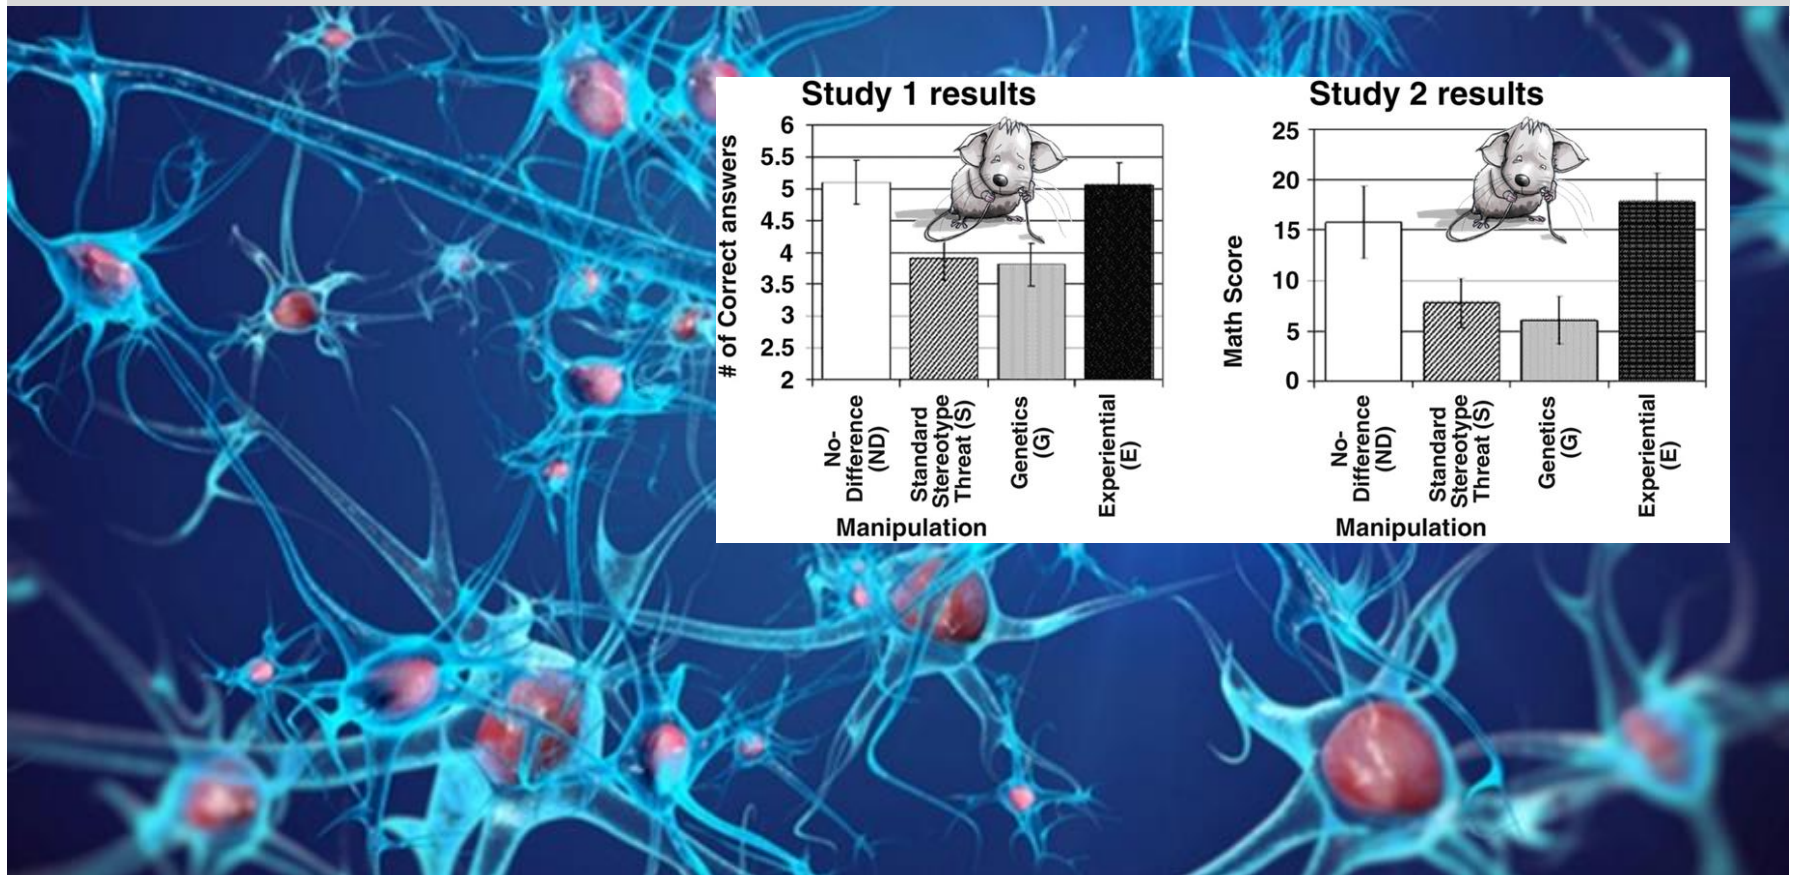 Study 1 results
# of Correct answers
6
5.5
5
4.5
4
3.5
3
2.5
2
No-
Difference
(ND)
Standard
Stereotype
Threat (S)
Genetics
(G)
Experiential
(E)
Manipulation
Study 2 results
Math Score
25
20
15
10
5
0
No-
Difference
(ND)
Standard
Stereotype
Threat (S)
Genetics
(G)
Experiential
(E)
Manipulation